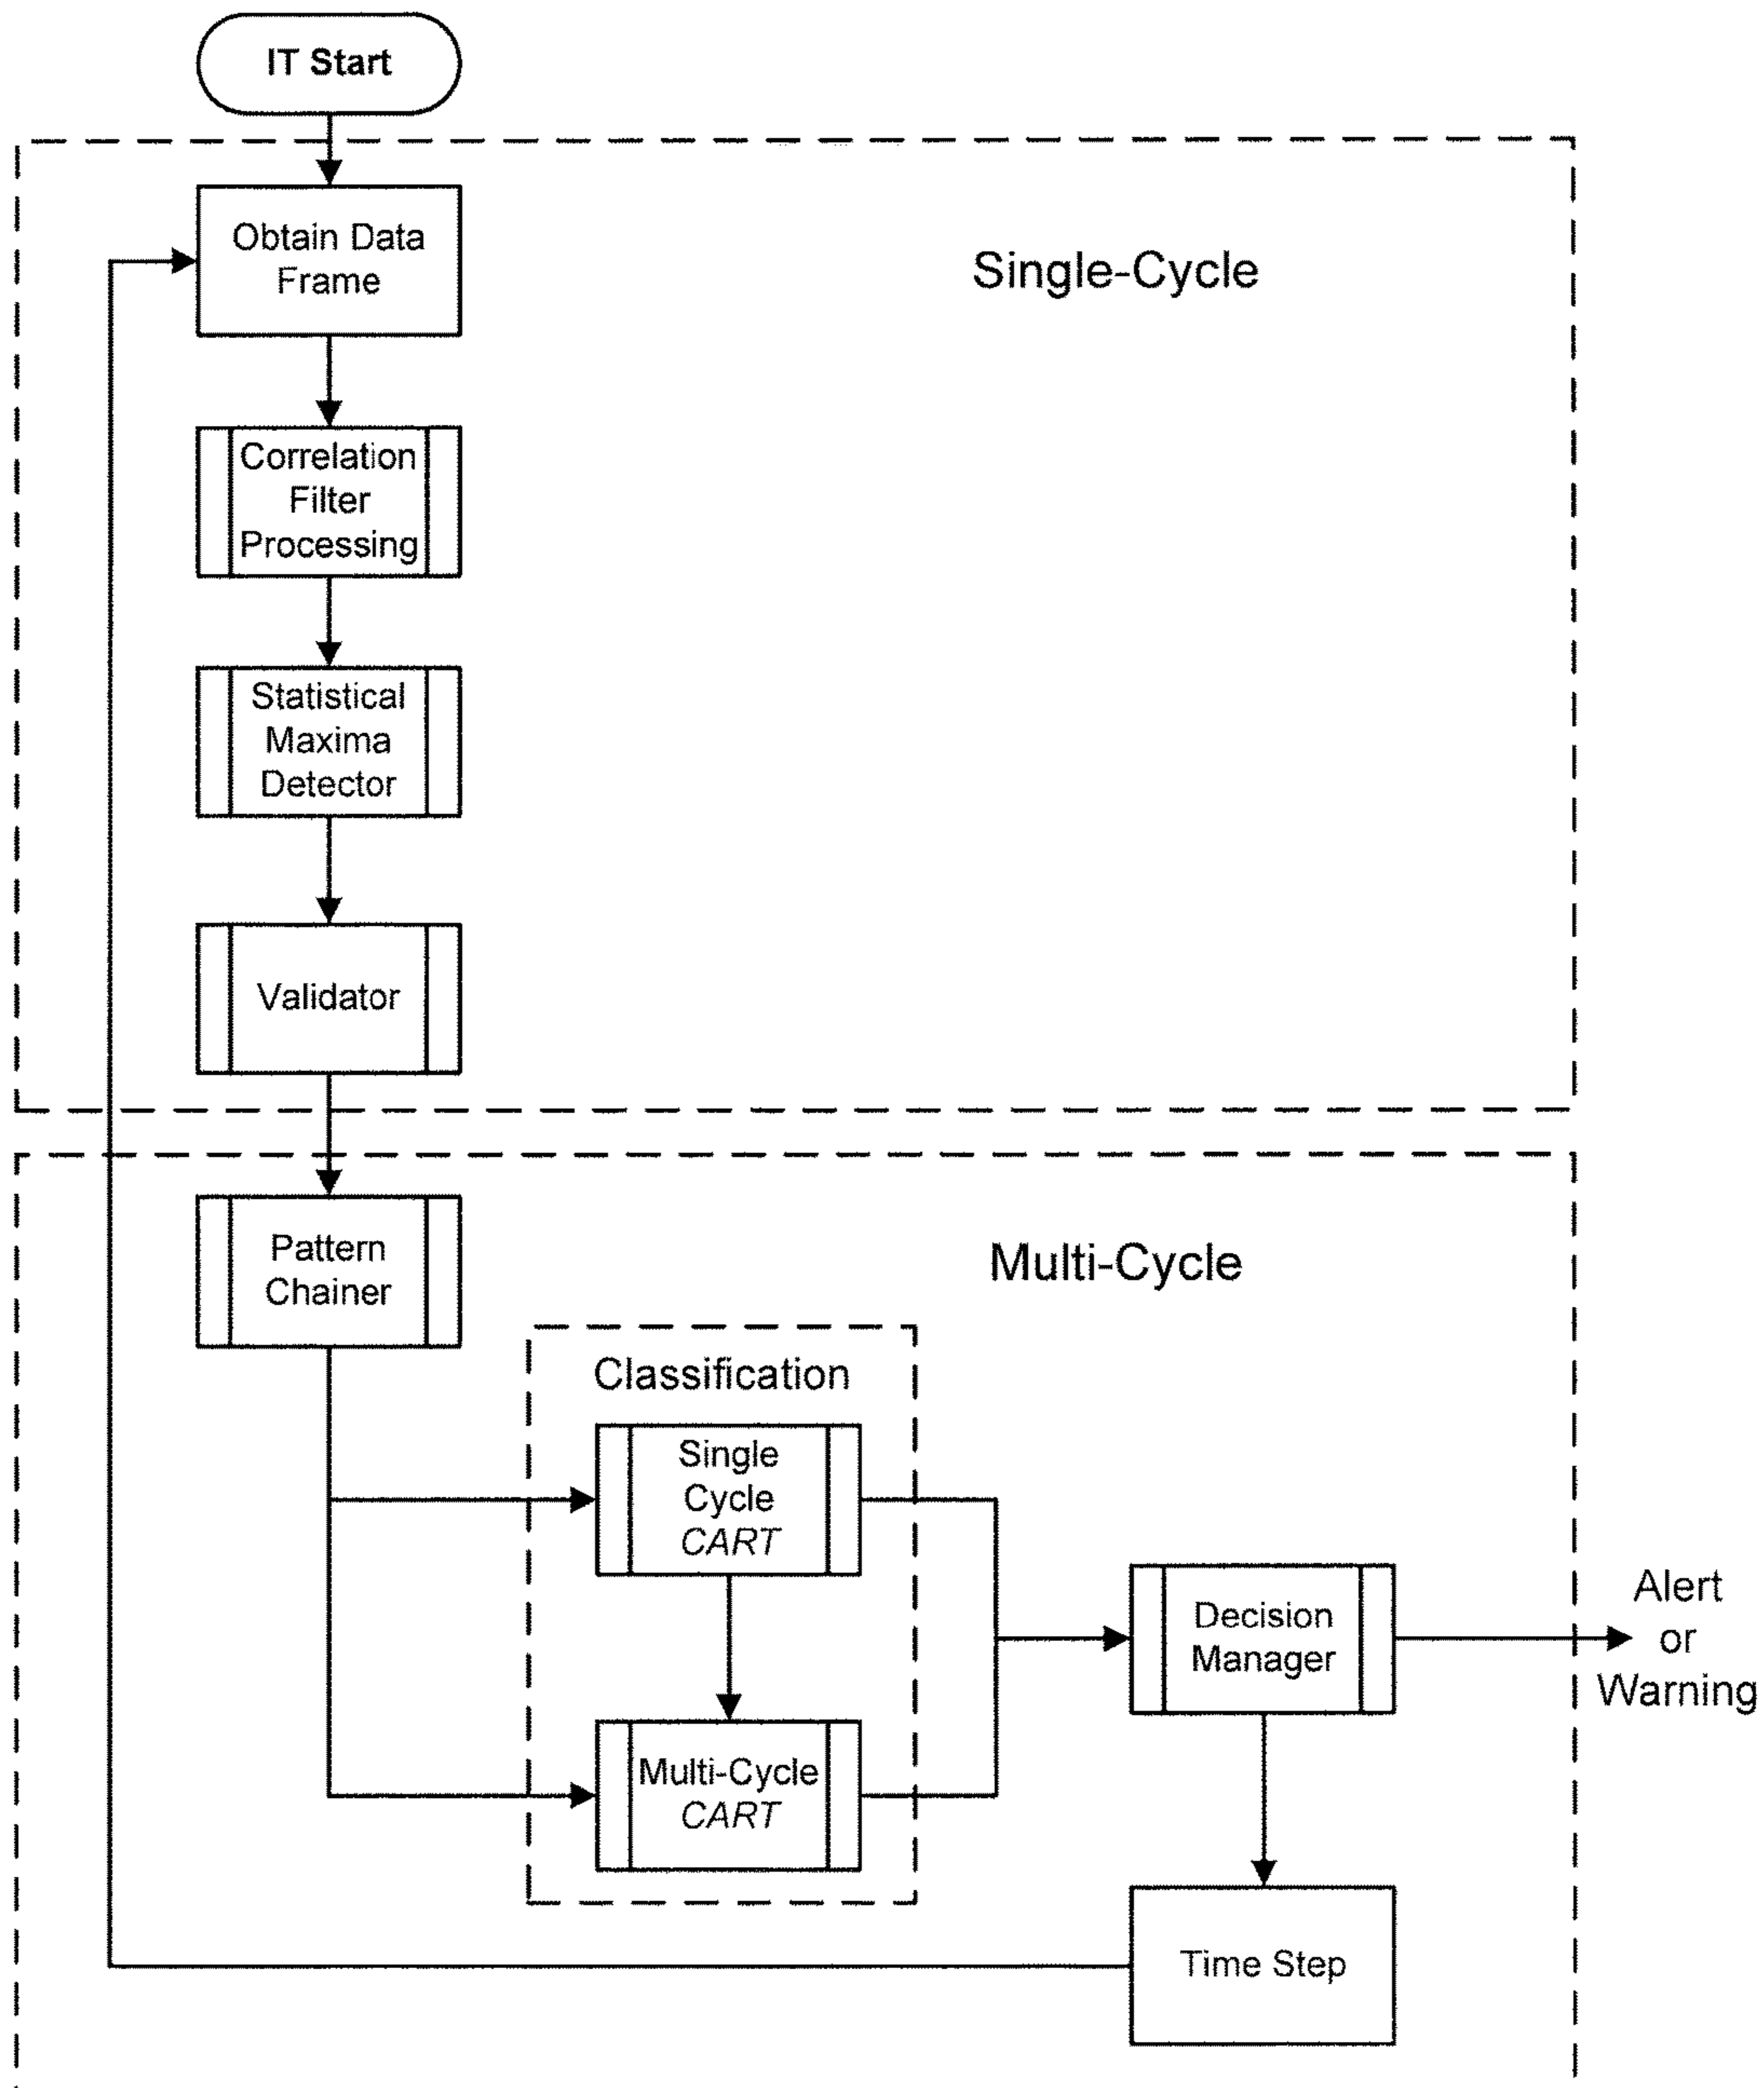 IT Start
Obtain Data
Frame
Single-Cycle
Correlation
Filter
Processing
Statistical
Maxima
Detector
Validator
Pattern
Chainer
Multi-Cycle
Classification
Single
Cycle
CART
Multi-Cycle
CART
Decision
Manager
Alert
or
Warning
Time Step